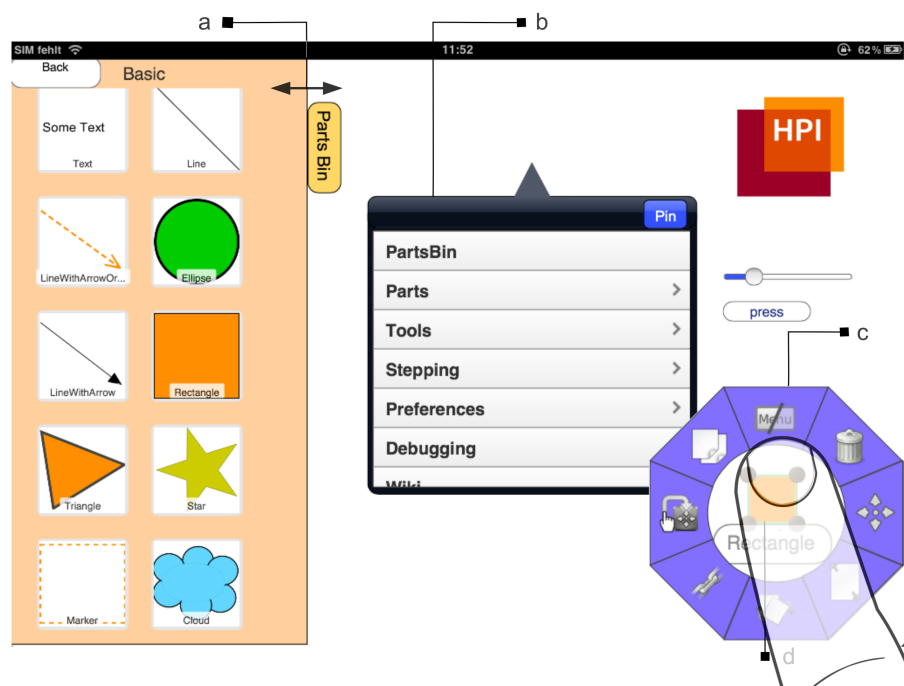 a
b
SIM fehlt
11:52
62%
Back
Basic
Some Text
Text
Line
Parts Bin
HPI
LineWithArrowOr...
Ellipse
Pin
PartsBin
Parts
Tools
Stepping
Preferences
Debugging
Wiki
press
c
LineWithArrow
Rectangle
Menu
Triangle
Star
Rectangle
Marker
Cloud
d